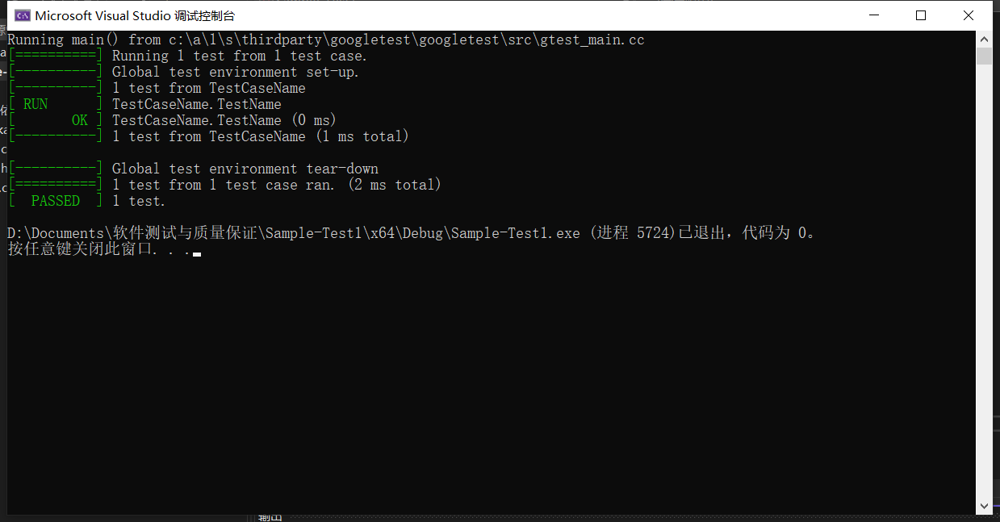 Microsoft Visual Studio 调试控制台
Running main() from c:\a\1\s\thirdparty\googletest\googletest\src\gtest_main.cc
[==========] Running 1 test from 1 test case.
[----------] Global test environment set-up.
[----------] 1 test from TestCaseName
[ RUN      ] TestCaseName.TestName
[       OK ] TestCaseName.TestName (0 ms)
[----------] 1 test from TestCaseName (1 ms total)

[----------] Global test environment tear-down
[==========] 1 test from 1 test case ran. (2 ms total)
[  PASSED  ] 1 test.

D:\Documents\软件测试与质量保证\Sample-Test1\x64\Debug\Sample-Test1.exe (进程 5724)已退出，代码为 0。
按任意键关闭此窗口. . .
输出